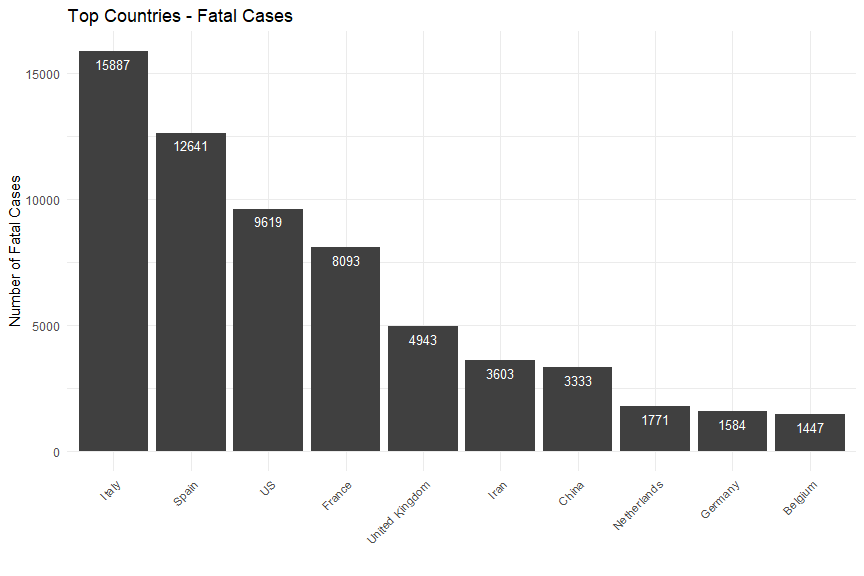 Top Countries - Fatal Cases
Number of Fatal Cases
15000
10000
5000
0
15887
12641
9619
8093
4943
3603
3333
1771
1584
1447
Italy
Spain
US
France
United Kingdom
Iran
China
Netherlands
Germany
Belgium